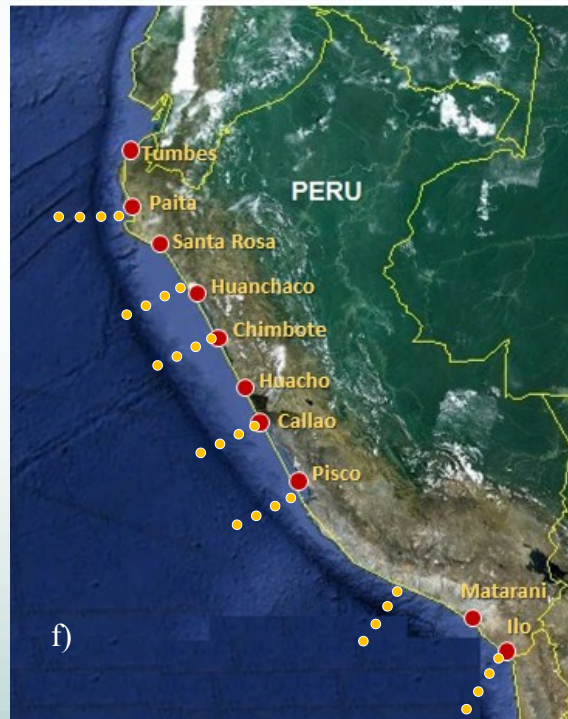 Tumbes
PERU
Paita
Santa Rosa
Huanchaco
Chimbote
Huacho
Callao
Pisco
Matarani
Ilo
f)